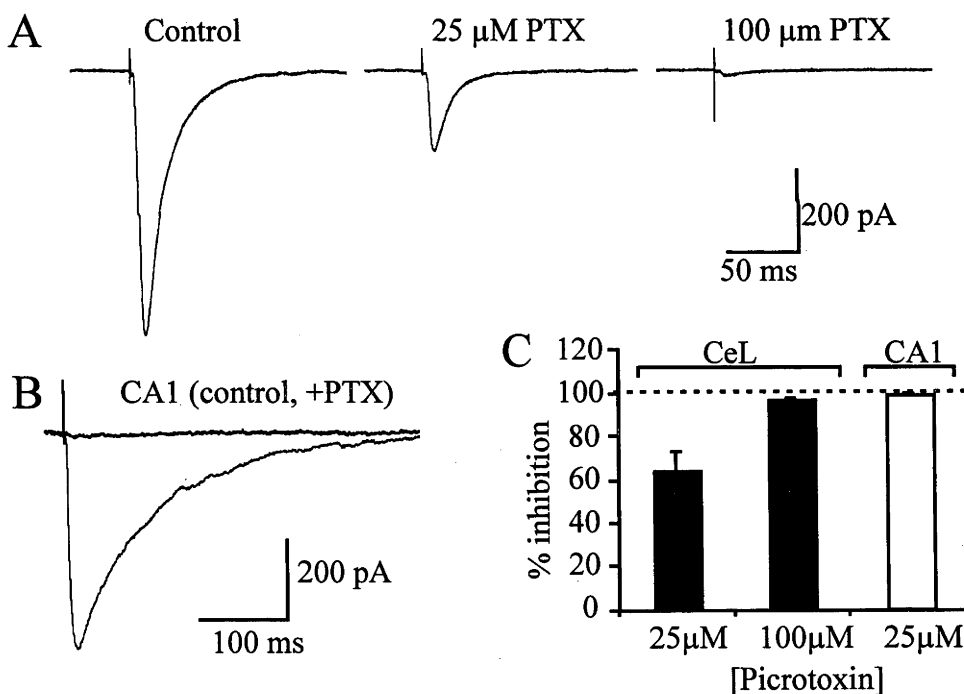 A
Control
25 µM PTX
100 µm PTX
200 pA
50 ms
B
CA1 (control, +PTX)
200 pA
100 ms
C
CeL
CA1
% inhibition
120
100
80
60
40
20
0
25µM
100µM
25µM
[Picrotoxin]